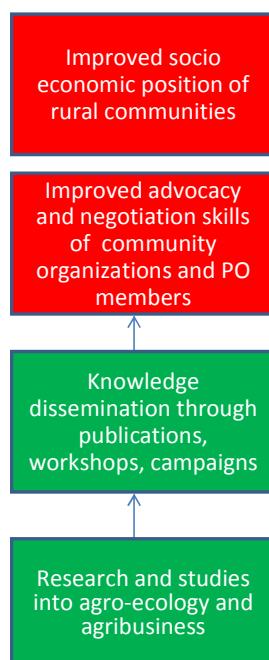 Improved socio
economic position of
rural communities
Improved advocacy
and negotiation skills
of community
organizations and PO
members
Knowledge
dissemination through
publications,
workshops, campaigns
Research and studies
into agro-ecology and
agribusiness